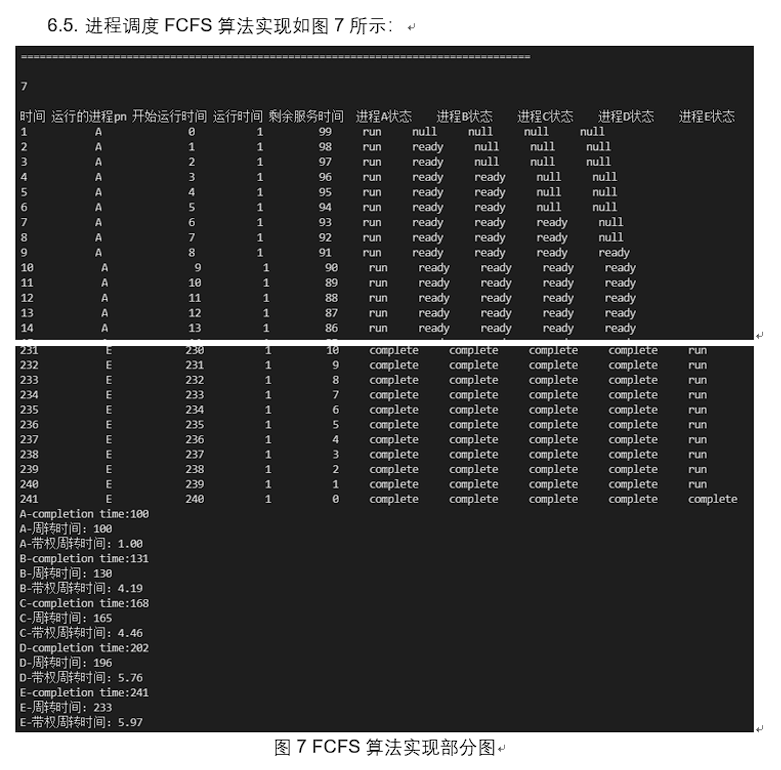 6.5. 进程调度 FCFS 算法实现如图 7 所示：
================================================================================
7
时间 运行的进程pn 开始运行时间 运行时间 剩余服务时间 进程A状态 进程B状态 进程C状态 进程D状态 进程E状态
1 A 0 1 99 run null null null null
2 A 1 1 98 run ready null null null
3 A 2 1 97 run ready null null null
4 A 3 1 96 run ready ready null null
5 A 4 1 95 run ready ready null null
6 A 5 1 94 run ready ready null null
7 A 6 1 93 run ready ready ready null
8 A 7 1 92 run ready ready ready null
9 A 8 1 91 run ready ready ready ready
10 A 9 1 90 run ready ready ready ready
11 A 10 1 89 run ready ready ready ready
12 A 11 1 88 run ready ready ready ready
13 A 12 1 87 run ready ready ready ready
14 A 13 1 86 run ready ready ready ready
231 E 230 1 10 complete complete complete complete run
232 E 231 1 9 complete complete complete complete run
233 E 232 1 8 complete complete complete complete run
234 E 233 1 7 complete complete complete complete run
235 E 234 1 6 complete complete complete complete run
236 E 235 1 5 complete complete complete complete run
237 E 236 1 4 complete complete complete complete run
238 E 237 1 3 complete complete complete complete run
239 E 238 1 2 complete complete complete complete run
240 E 239 1 1 complete complete complete complete run
241 E 240 1 0 complete complete complete complete complete
A-completion time:100
A-周转时间: 100
A-带权周转时间: 1.00
B-completion time:131
B-周转时间: 130
B-带权周转时间: 4.19
C-completion time:168
C-周转时间: 165
C-带权周转时间: 4.46
D-completion time:202
D-周转时间: 196
D-带权周转时间: 5.76
E-completion time:241
E-周转时间: 233
E-带权周转时间: 5.97
图 7 FCFS 算法实现部分图